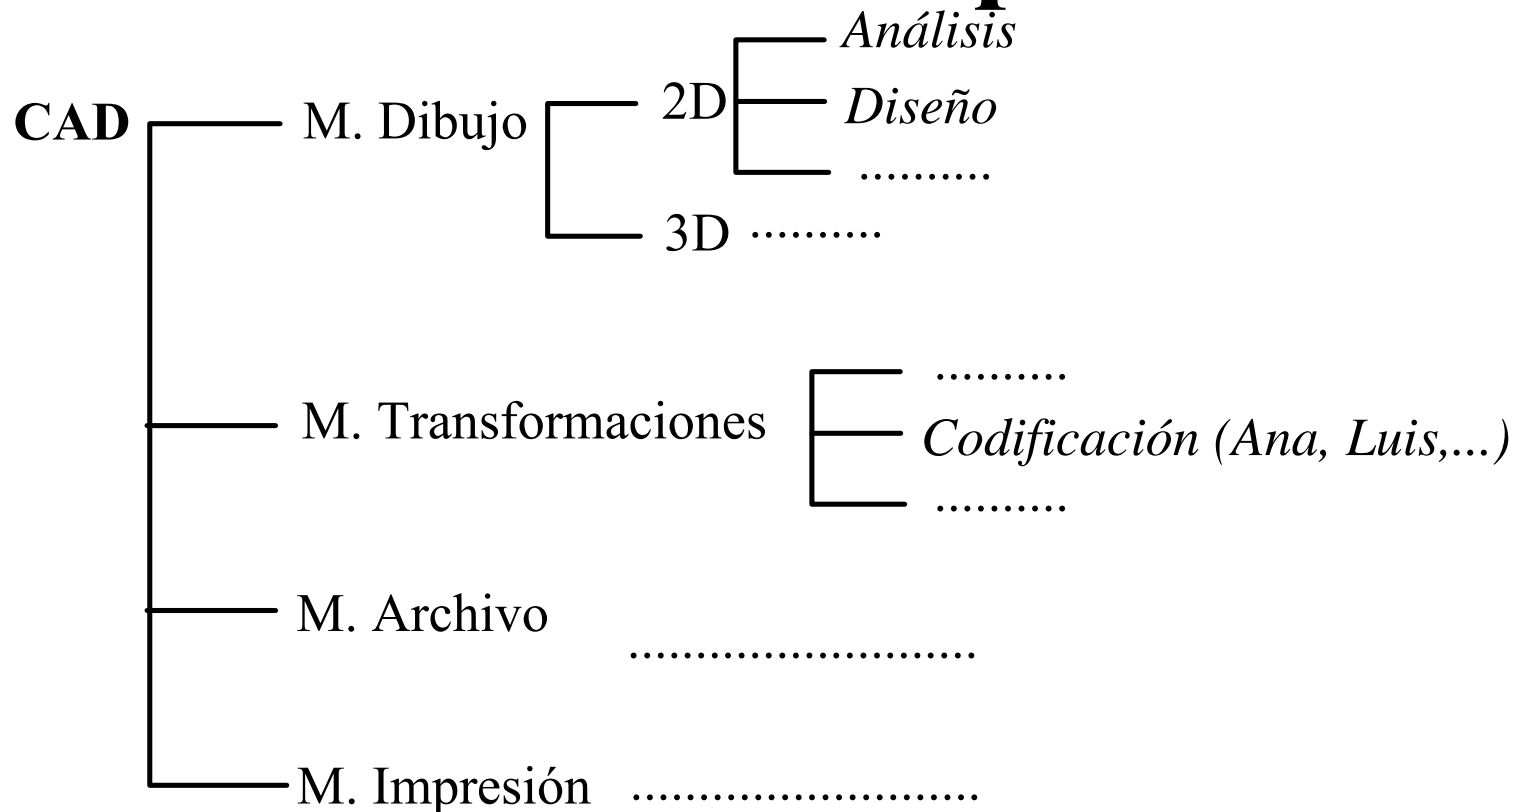 Análisis
CAD M. Dibujo 2D Diseño
..........
3D ..........
..........
M. Transformaciones Codificación (Ana, Luis,...)
..........
M. Archivo
..........................
M. Impresión ..........................